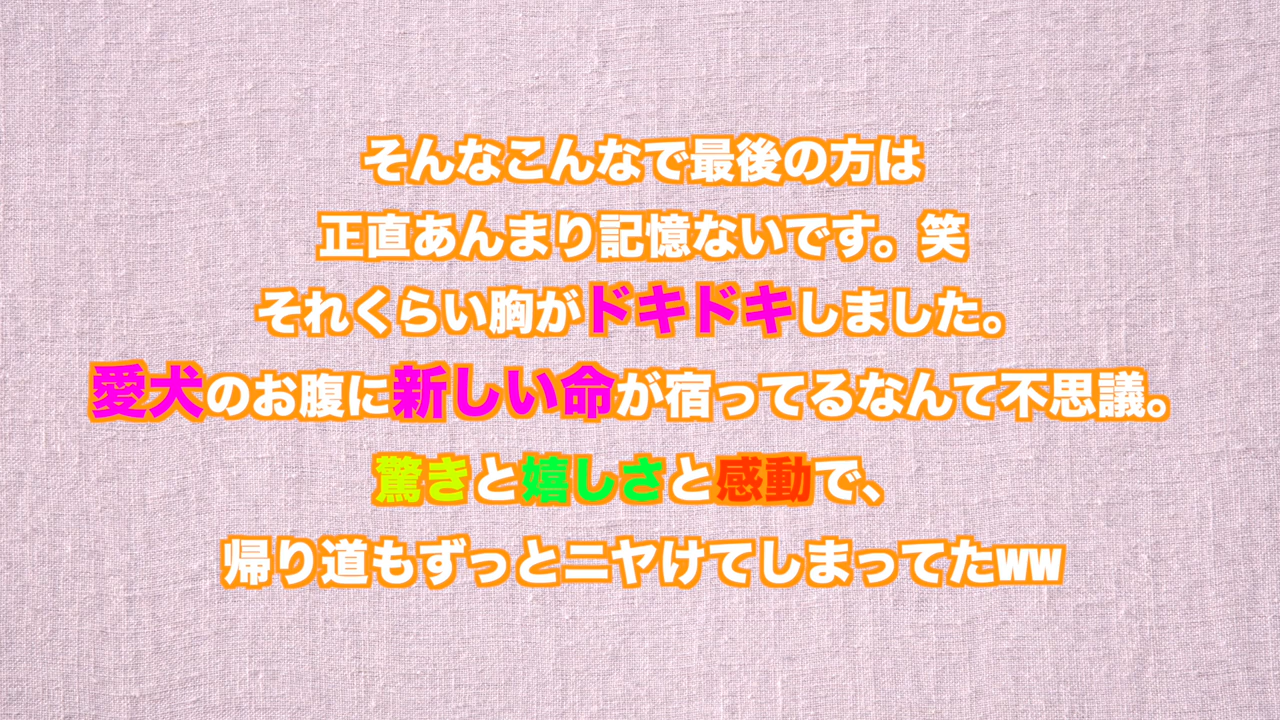 そんなこんなで最後の方は
正直あんまり記憶ないです。笑
それくらい胸がドキドキしました。
愛犬のお腹に新しい命が宿ってるなんて不思議。
驚きと嬉しさと感動で、
帰り道もずっとニヤけてしまってたww